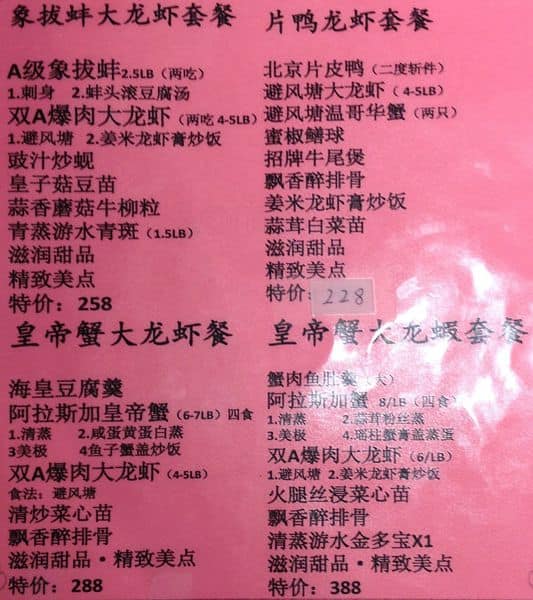 象拔蚌大龙虾套餐
A级象拔蚌2.5LB（两吃）
1.刺身 2.蚌头滚豆腐汤
双A爆肉大龙虾（两吃 4-5LB）
1.避风塘 2.姜米龙虾膏炒饭
豉汁炒蚬
皇子菇豆苗
蒜香蘑菇牛柳粒
青蒸游水青斑（1.5LB）
滋润甜品
精致美点
特价：258
片鸭龙虾套餐
北京片皮鸭（二度斩件）
避风塘大龙虾（4-5LB）
避风塘温哥华蟹（两只）
蜜椒鳝球
招牌牛尾煲
飘香醉排骨
姜米龙虾膏炒饭
蒜茸白菜苗
滋润甜品
精致美点
特价：228
皇帝蟹大龙虾餐
海皇豆腐羹
阿拉斯加皇帝蟹（6-7LB）四食
1.清蒸 2.咸蛋黄蛋白蒸
3美极 4鱼子蟹盖炒饭
双A爆肉大龙虾（4-5LB）
食法：避风塘
清炒菜心苗
飘香醉排骨
滋润甜品·精致美点
特价：288
皇帝蟹大龙蝦套餐
蟹肉鱼肚羹（大）
阿拉斯加蟹 8/LB（四食）
1.清蒸 2.蒜茸粉丝蒸
3.美极 4.瑶柱蟹膏盖蒸蛋
双A爆肉大龙虾（6/LB）
1.避风塘 2.姜米龙虾膏炒饭
火腿丝浸菜心苗
飘香醉排骨
清蒸游水金多宝X1
滋润甜品·精致美点
特价：388